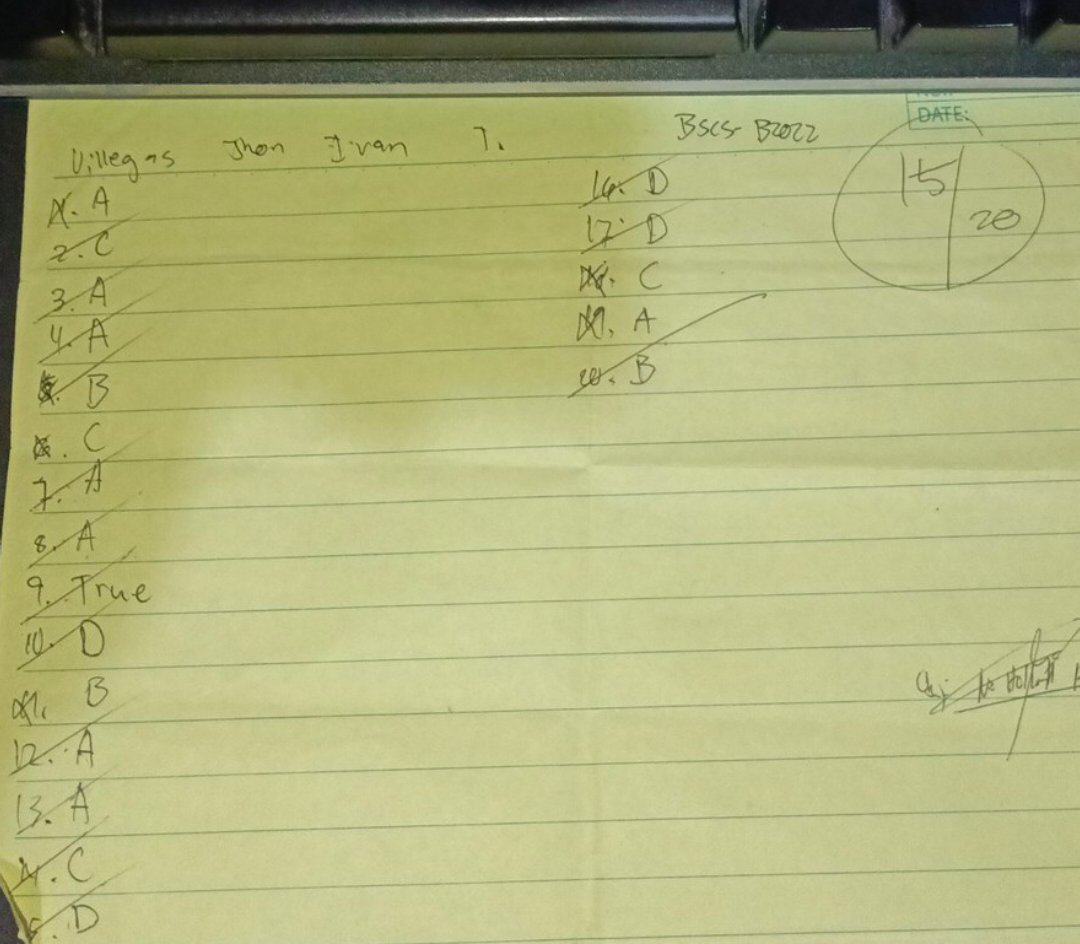 DATE:
Villegas Jhon Ivan T.
BSCS B2022
15
20
1. A
2. C
3. A
4. A
5. B
6. C
7. A
8. A
9. True
10. D
11. B
12. A
13. A
14. C
15. D
16. D
17. D
18. C
19. A
20. B